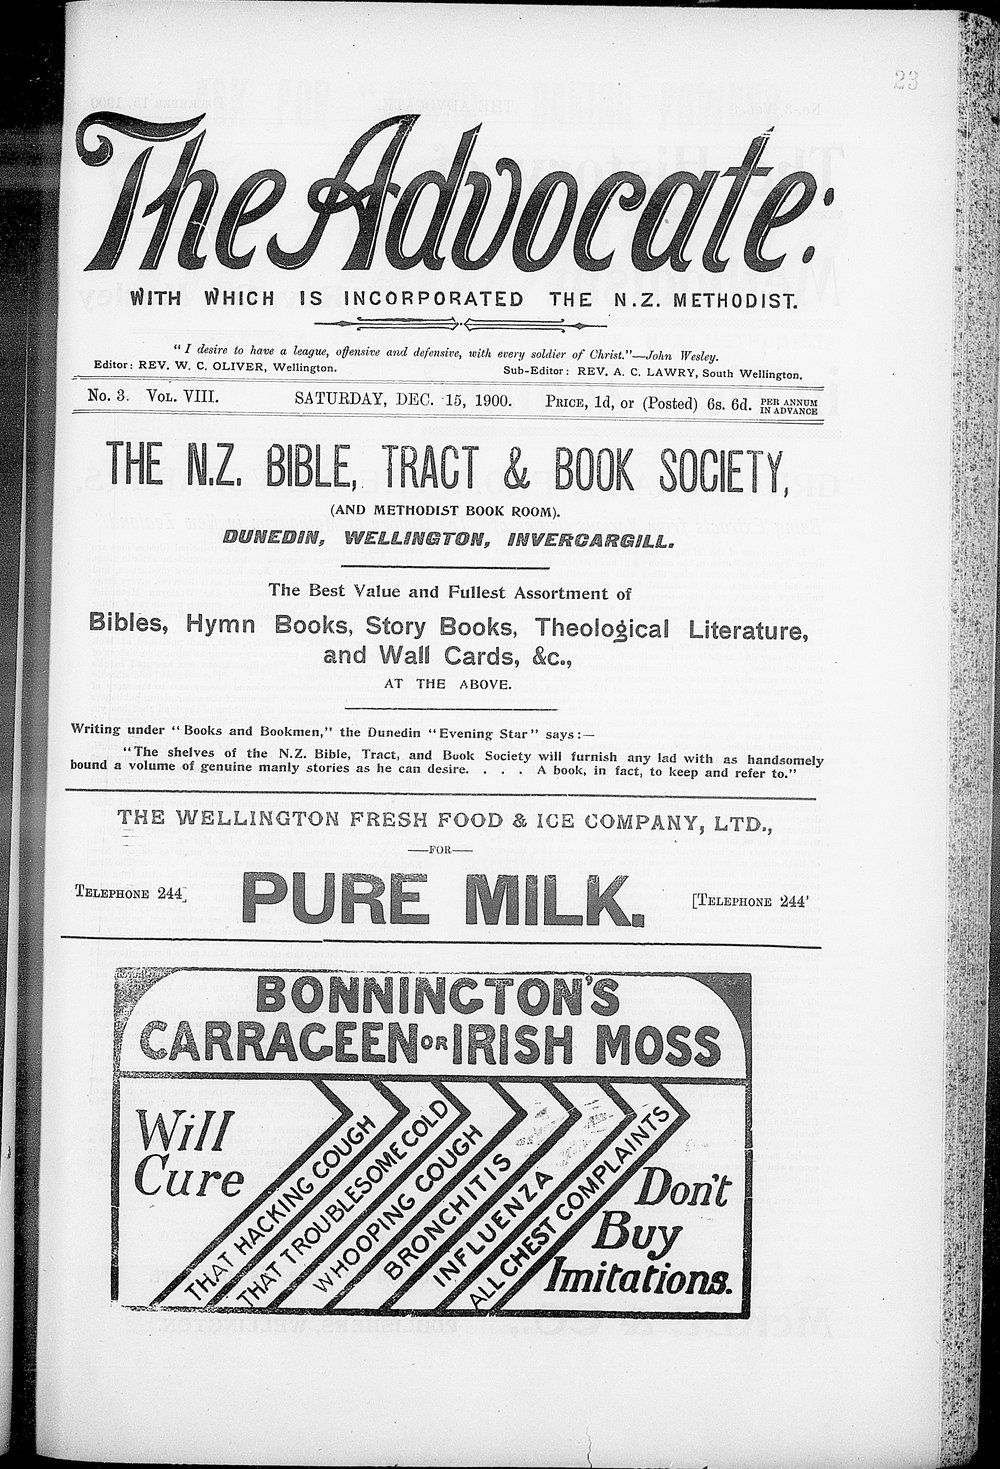 23
The Advocate:
WITH WHICH IS INCORPORATED THE N.Z. METHODIST.
"I desire to have a league, offensive and defensive, with every soldier of Christ."—John Wesley.
Editor: REV. W. C. OLIVER, Wellington. Sub-Editor: REV. A. C. LAWRY, South Wellington.
No. 3. VOL. VIII. SATURDAY, DEC. 15, 1900. PRICE, 1d, or (Posted) 6s. 6d. PER ANNUM IN ADVANCE
THE N.Z. BIBLE, TRACT & BOOK SOCIETY,
(AND METHODIST BOOK ROOM).
DUNEDIN, WELLINGTON, INVERCARGILL.
The Best Value and Fullest Assortment of
Bibles, Hymn Books, Story Books, Theological Literature,
and Wall Cards, &c.,
AT THE ABOVE.
Writing under "Books and Bookmen," the Dunedin "Evening Star" says:—
"The shelves of the N.Z. Bible, Tract, and Book Society will furnish any lad with as handsomely
bound a volume of genuine manly stories as he can desire. . . . A book, in fact, to keep and refer to."
THE WELLINGTON FRESH FOOD & ICE COMPANY, LTD.,
—FOR—
TELEPHONE 244] PURE MILK. [TELEPHONE 244'
BONNINGTON'S
CARRAGEEN OR IRISH MOSS
Will
Cure
THAT HACKING COUGH
THAT TROUBLESOME COLD
WHOOPING COUGH
BRONCHITIS
INFLUENZA
ALL CHEST COMPLAINTS
Don't
Buy
Imitations.